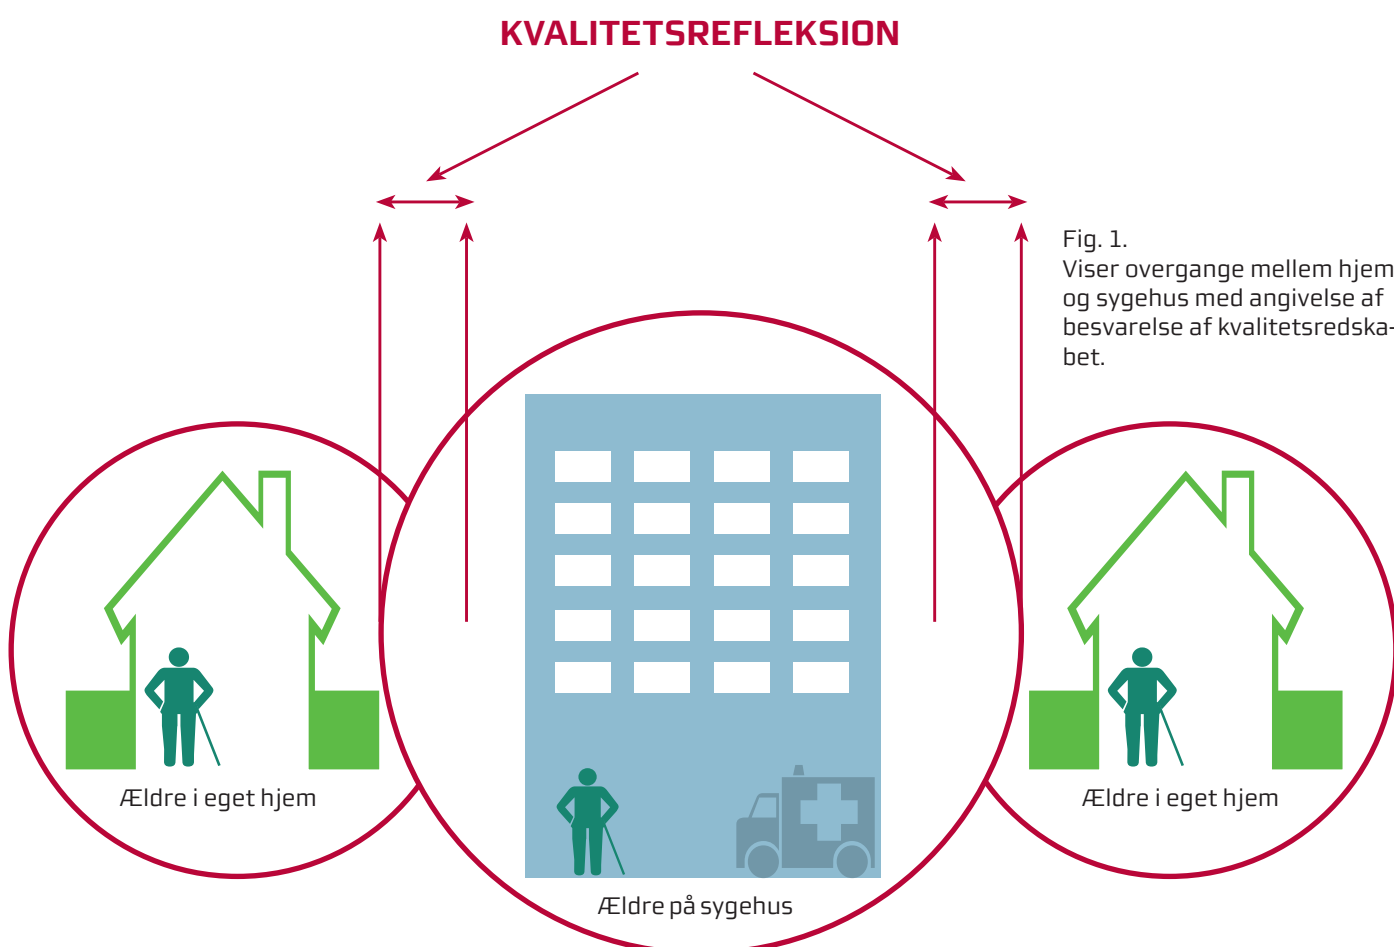 KVALITETSREFLEKSION
Fig. 1.
Viser overgange mellem hjem
og sygehus med angivelse af
besvarelse af kvalitetsredska-
bet.
Ældre i eget hjem
Ældre i eget hjem
Ældre på sygehus